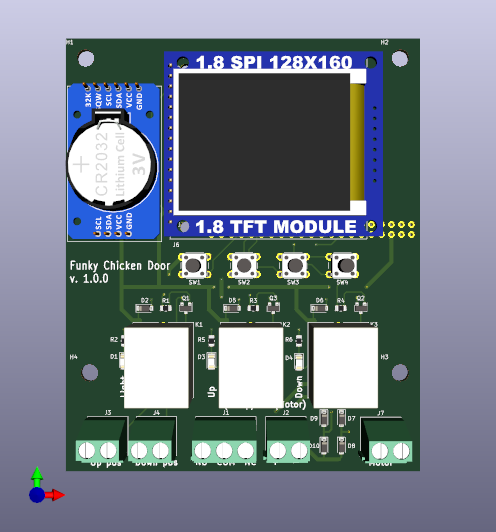 H1
H2
1.8 SPI 128X160
32K
SQW
SCL
SDA
VCC
GND
CR2032
Lithium Cell
3V
+
SCL
SDA
VCC
GND
1.8 TFT MODULE
J6
Funky Chicken Door
v. 1.0.0
SW1
SW2
SW3
SW4
D2
R1
Q1
D5
R3
Q3
D6
R4
Q2
K1
K2
K3
R2
R5
R6
D1
D3
D4
H4
H3
Up
Down
J3
J4
J1
J2
D9
D7
J7
D10
D8
Up pos
Down pos
COM
Motor